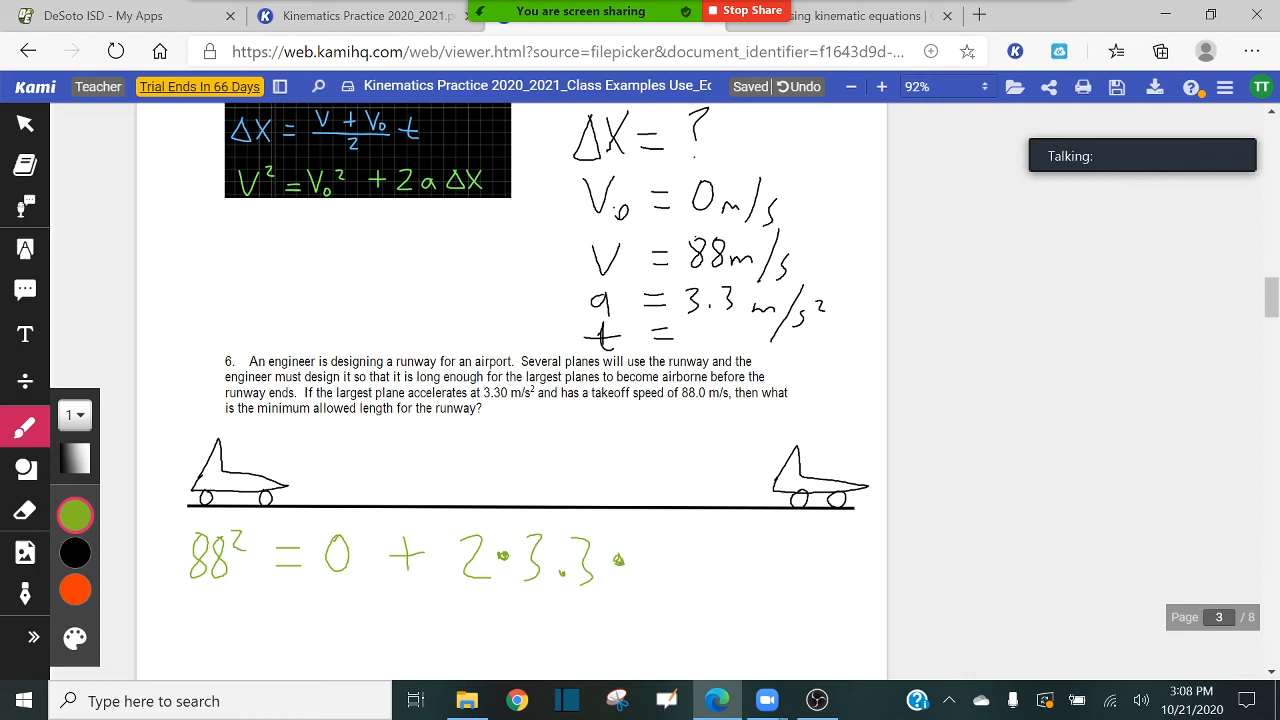 RSD - My Apps
Kinematics Practice 2020_2021.p
You are screen sharing
Stop Share
sing kinematic equations (
https://web.kamihq.com/web/viewer.html?source=filepicker&document_identifier=f1643d9d-...
Kami
Teacher
Trial Ends In 66 Days
Kinematics Practice 2020_2021_Class Examples Use_Ec
Saved
Undo
92%
TT
Talking:
ΔX = (V + V₀)/2 t
V² = V₀² + 2 a ΔX
ΔX = ?
V₀ = 0 m/s
V = 88 m/s
a = 3.3 m/s²
t =
6. An engineer is designing a runway for an airport. Several planes will use the runway and the
engineer must design it so that it is long enough for the largest planes to become airborne before the
runway ends. If the largest plane accelerates at 3.30 m/s² and has a takeoff speed of 88.0 m/s, then what
is the minimum allowed length for the runway?
88² = 0 + 2 · 3.3 ·
1
Page 3 / 8
Type here to search
3:08 PM
10/21/2020